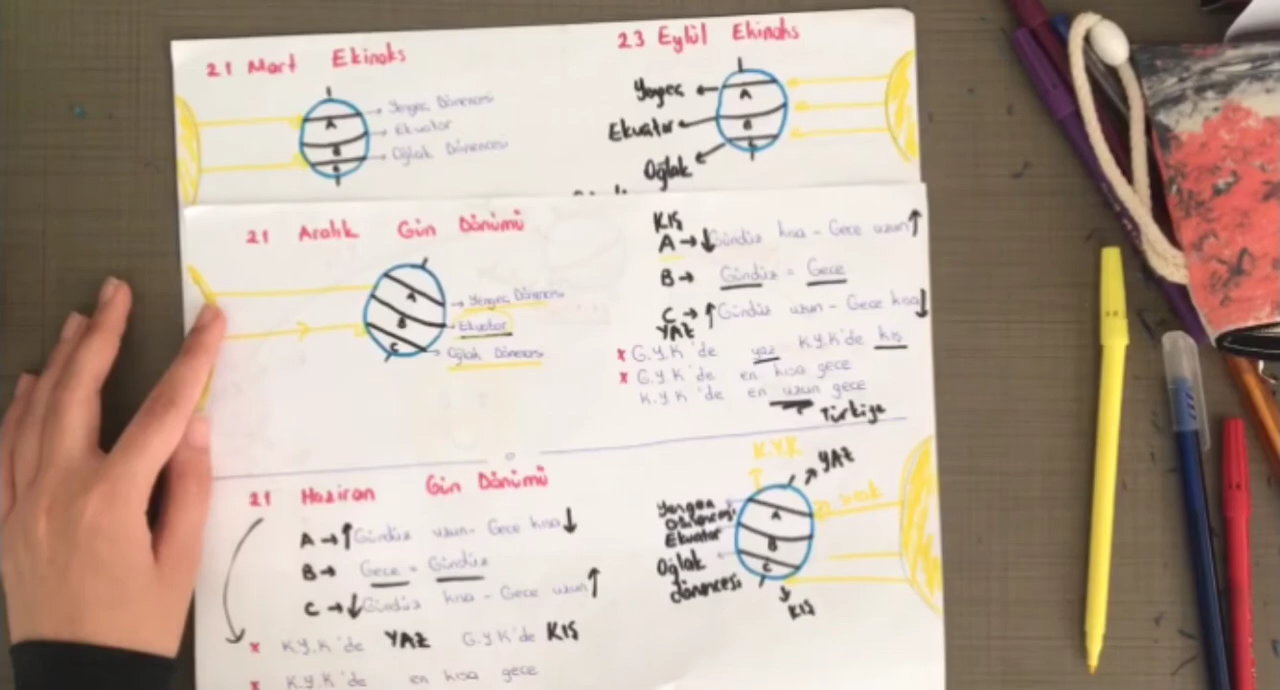 21 Mart Ekinoks
A
B
C
Yengeç Dönencesi
Ekvator
Oğlak Dönencesi
23 Eylül Ekinoks
Yengeç
Ekvator
Oğlak
A
B
C
21 Aralık Gün Dönümü
A
B
C
Yengeç Dönencesi
Ekvator
Oğlak Dönencesi
KIŞ
A → ↓ Gündüz kısa - Gece uzun ↑
B → Gündüz = Gece
C → ↑ Gündüz uzun - Gece kısa ↓
YAZ
x G.Y.K'de yaz K.Y.K'de kış
x G.Y.K'de en kısa gece
K.Y.K'de en uzun gece
Türkiye
21 Haziran Gün Dönümü
A → ↑ Gündüz uzun - Gece kısa ↓
B → Gece = Gündüz
C → ↓ Gündüz kısa - Gece uzun ↑
x K.Y.K'de YAZ G.Y.K'de KIŞ
x K.Y.K'de en kısa gece
K.Y.K
YAZ
Yengeç
Dönencesi
Ekvator
Oğlak
dönencesi
A
B
C
KIŞ